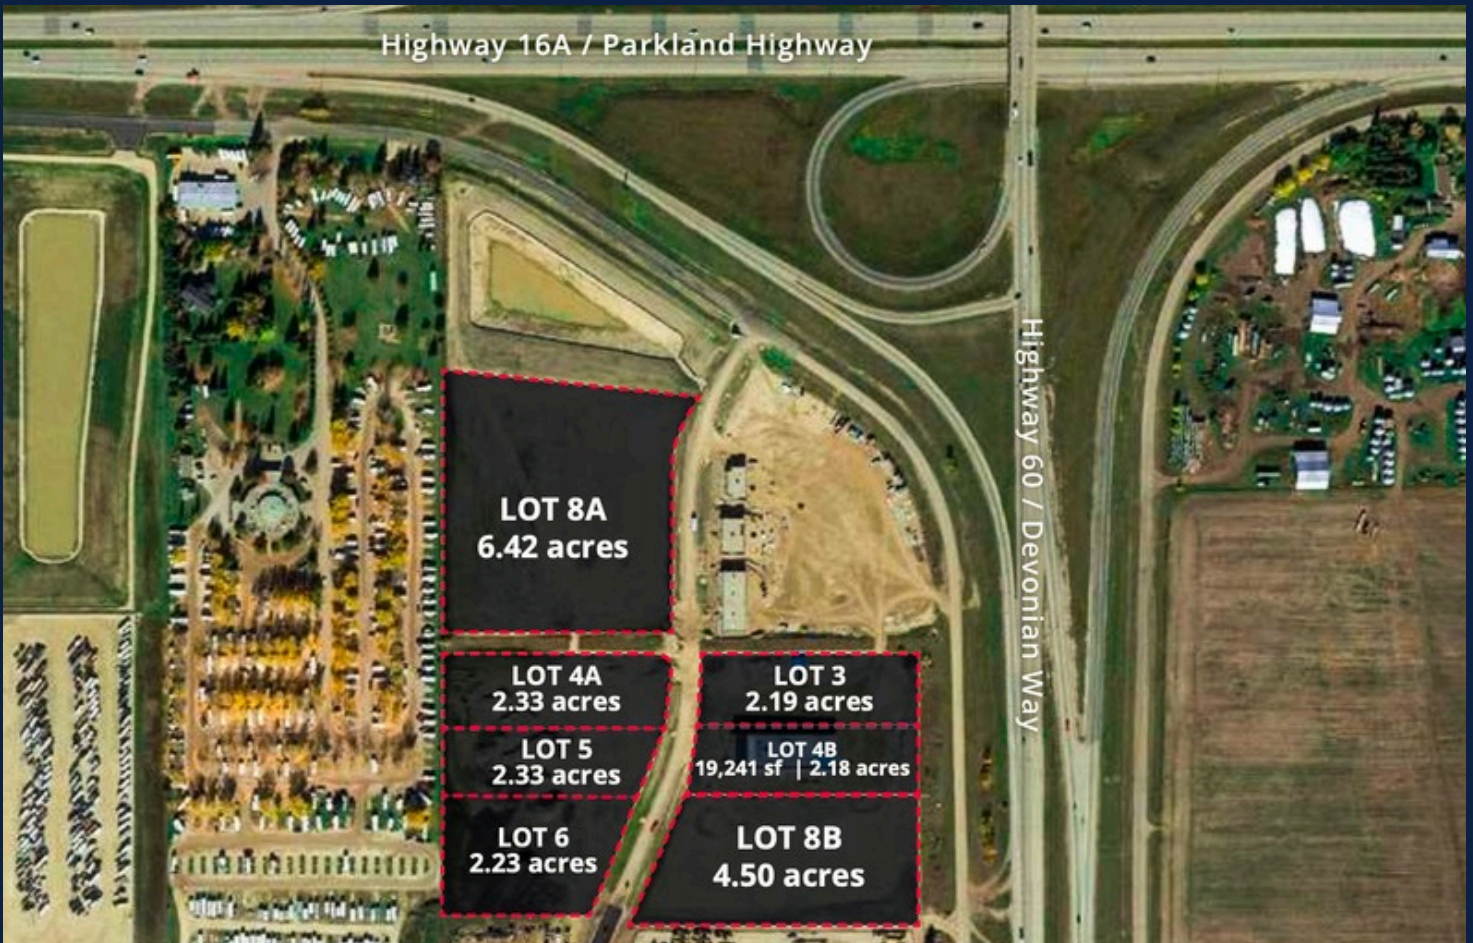 Highway 16A / Parkland Highway
Highway 60 / Devonian Way
LOT 8A
6.42 acres
LOT 4A
2.33 acres
LOT 3
2.19 acres
LOT 5
2.33 acres
LOT 4B
19,241 sf | 2.18 acres
LOT 6
2.23 acres
LOT 8B
4.50 acres